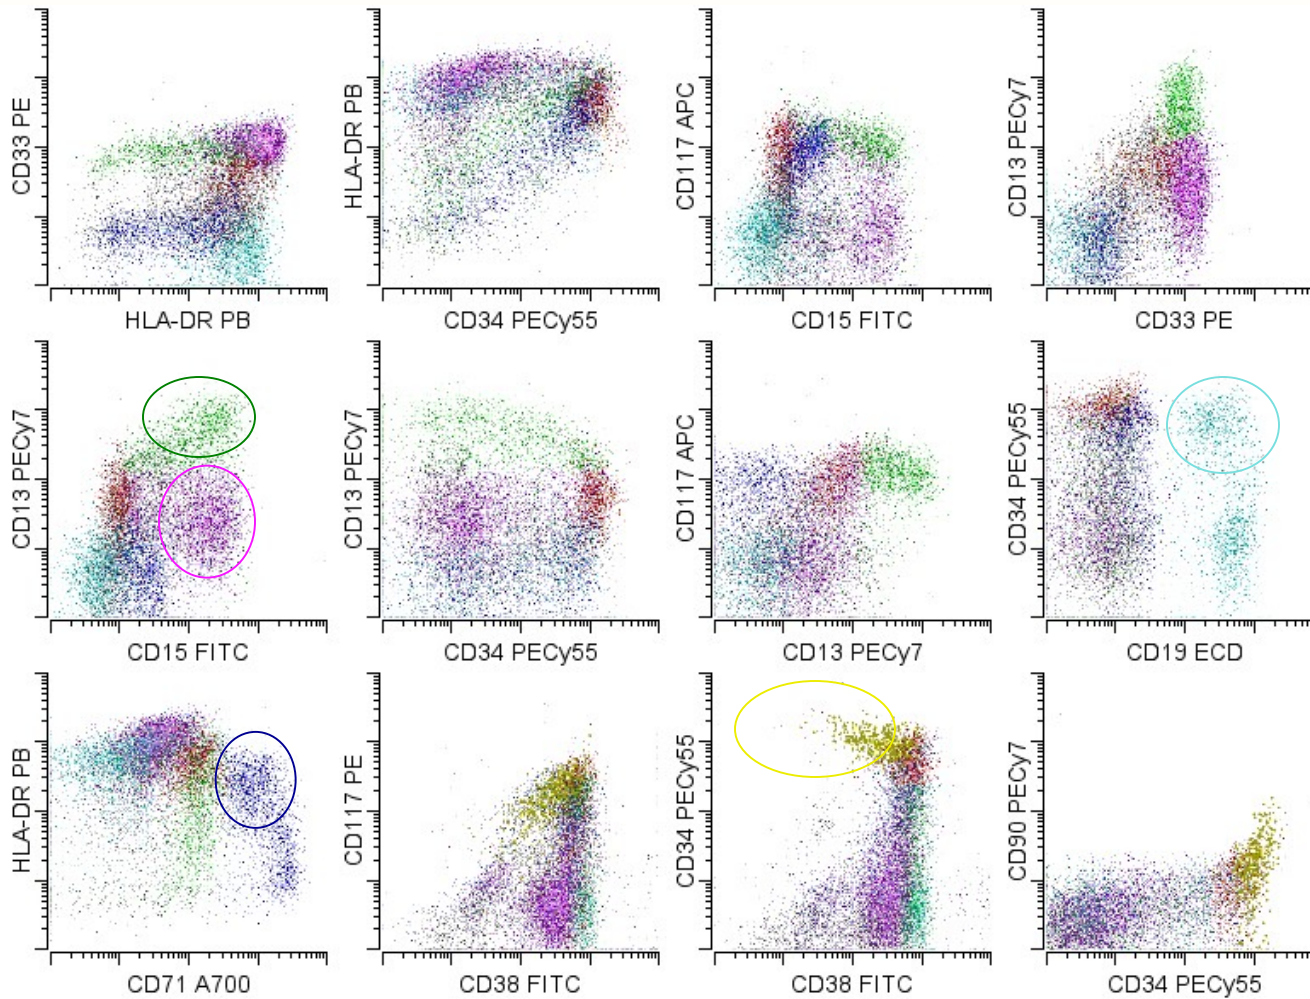 CD33 PE
HLA-DR PB
HLA-DR PB
CD34 PECy55
CD117 APC
CD15 FITC
CD13 PECy7
CD33 PE
CD13 PECy7
CD15 FITC
CD13 PECy7
CD34 PECy55
CD117 APC
CD13 PECy7
CD34 PECy55
CD19 ECD
HLA-DR PB
CD71 A700
CD117 PE
CD38 FITC
CD34 PECy55
CD38 FITC
CD90 PECy7
CD34 PECy55